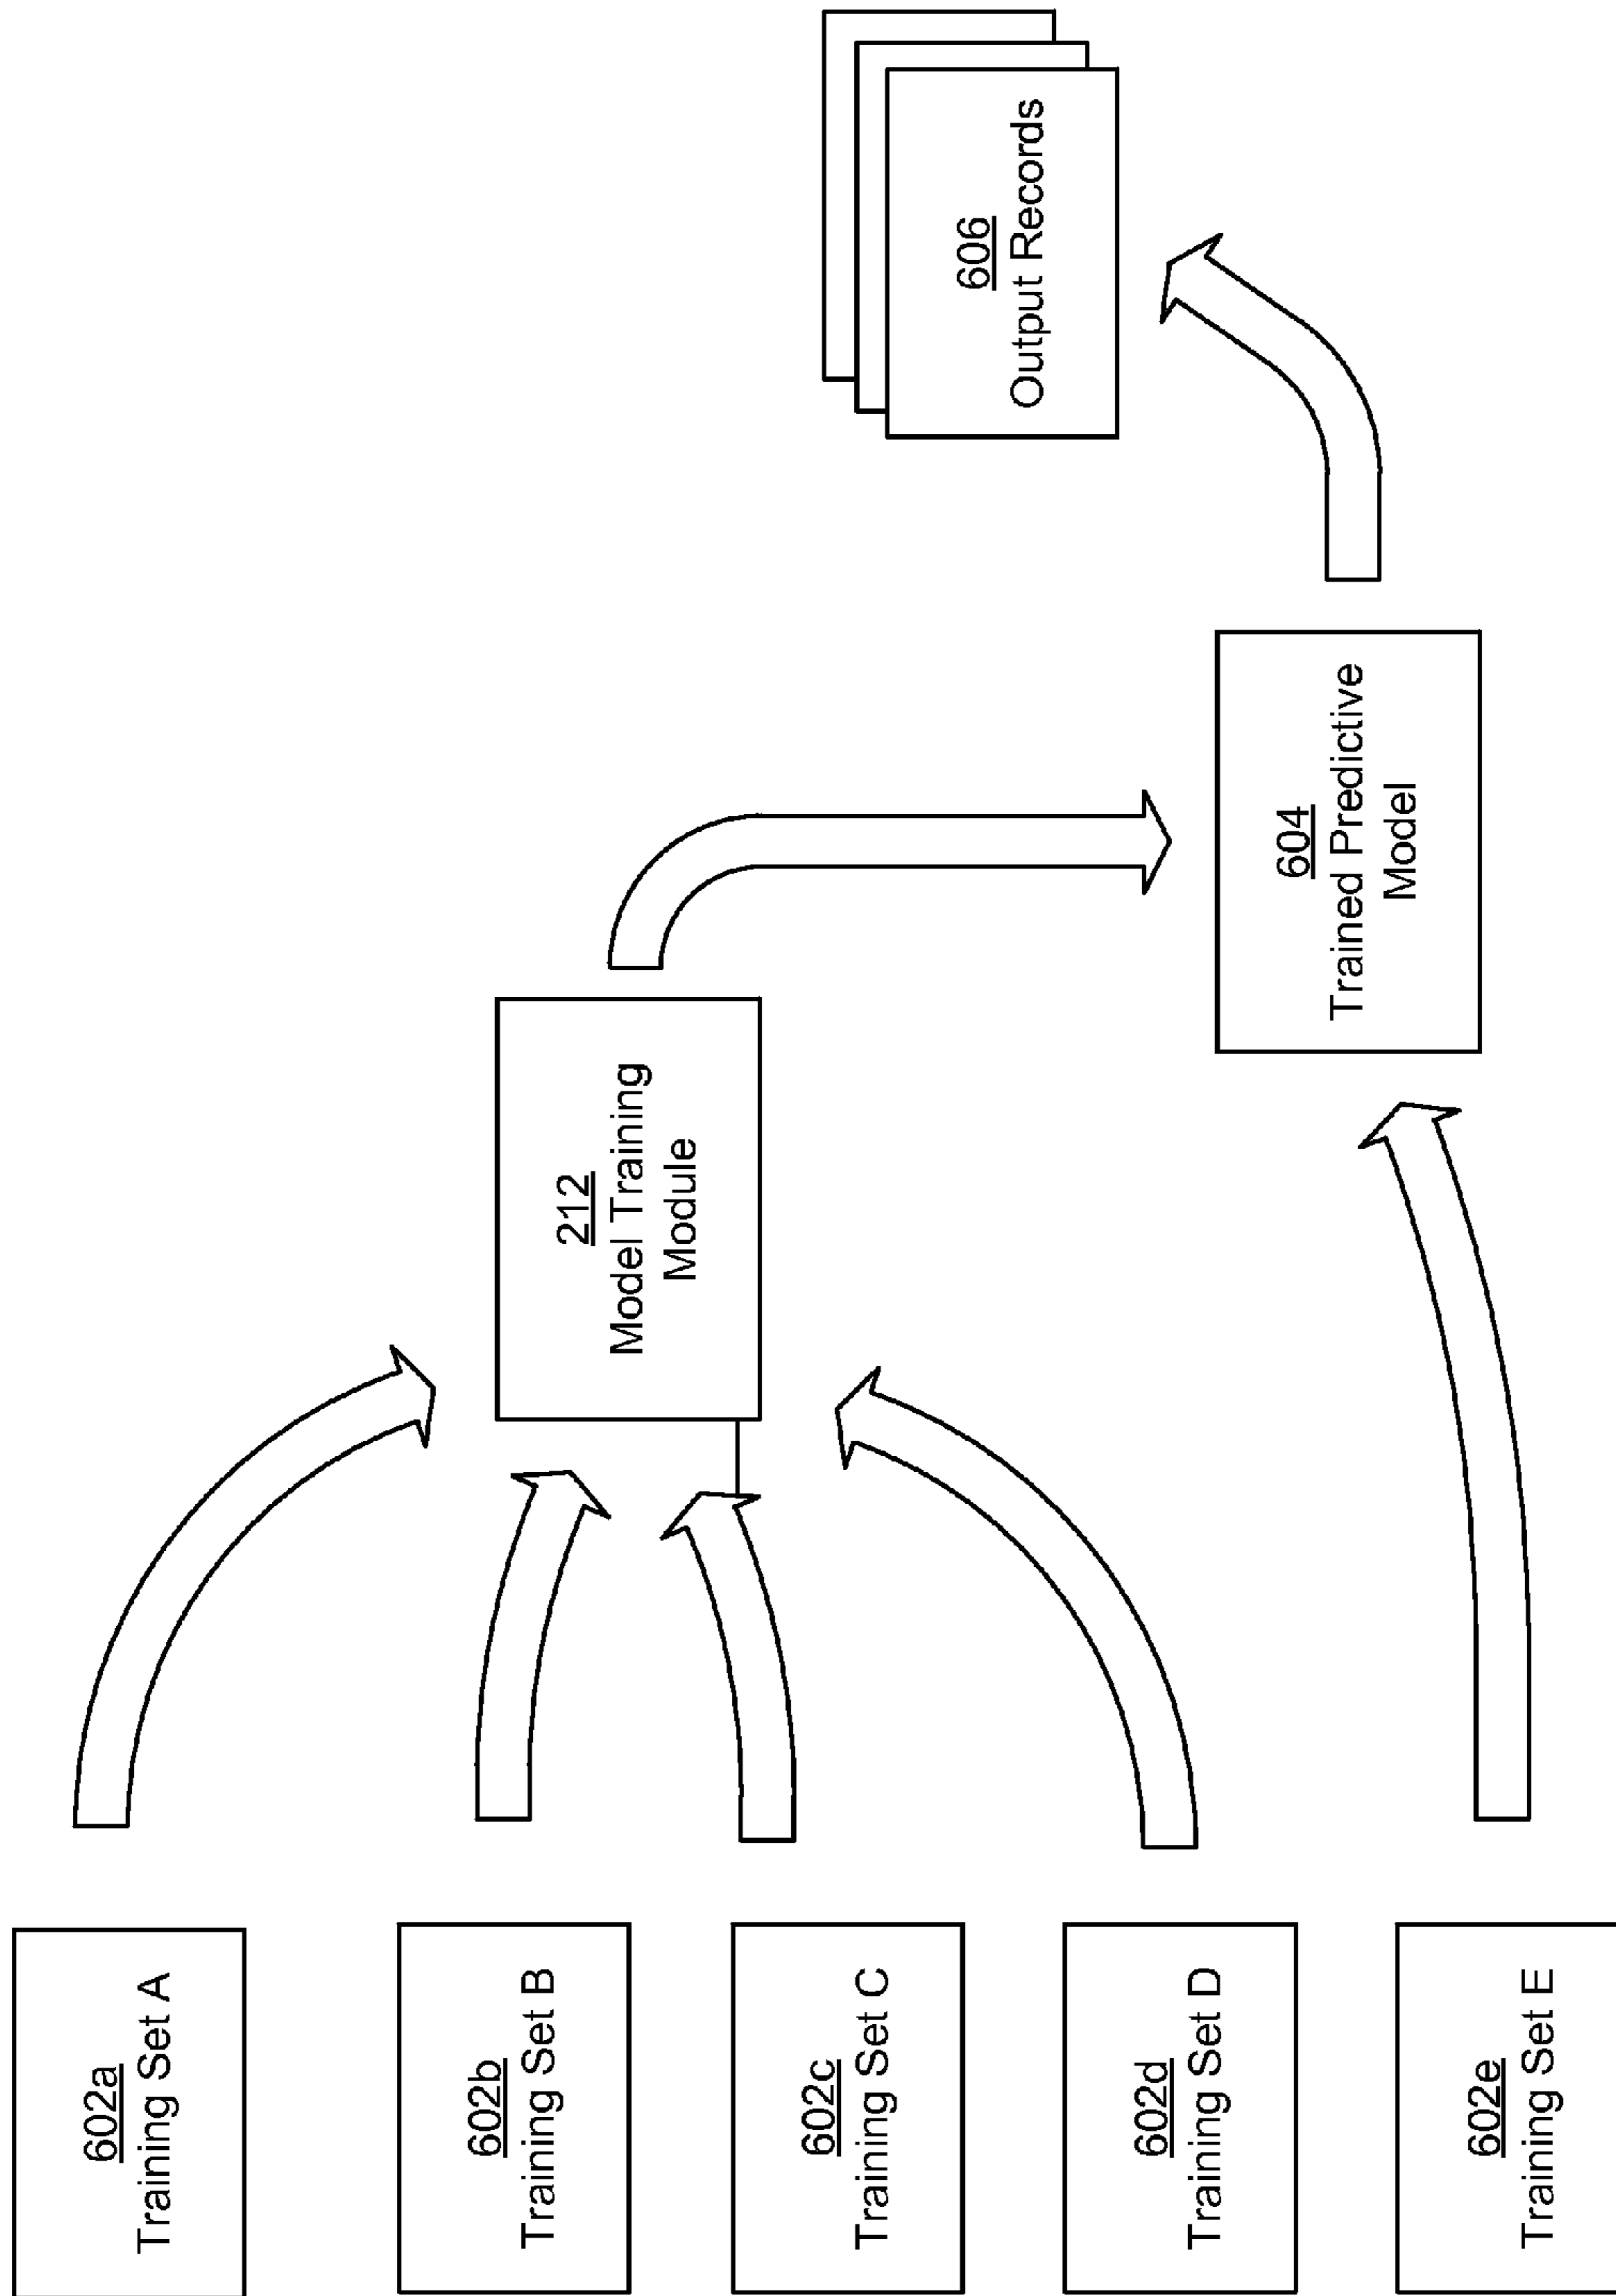 602a
Training Set A
602b
Training Set B
602c
Training Set C
602d
Training Set D
602e
Training Set E
212
Model Training
Module
604
Trained Predictive
Model
606
Output Records